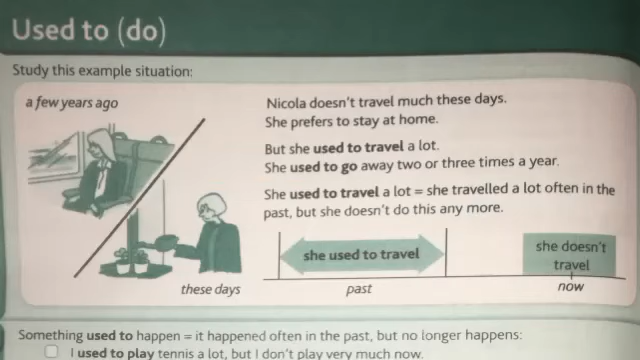 Used to (do)
Study this example situation:
a few years ago
Nicola doesn't travel much these days.
She prefers to stay at home.
But she used to travel a lot.
She used to go away two or three times a year.
She used to travel a lot = she travelled a lot often in the
past, but she doesn't do this any more.
she used to travel
she doesn't
travel
these days
past
now
Something used to happen = it happened often in the past, but no longer happens:
I used to play tennis a lot, but I don't play very much now.